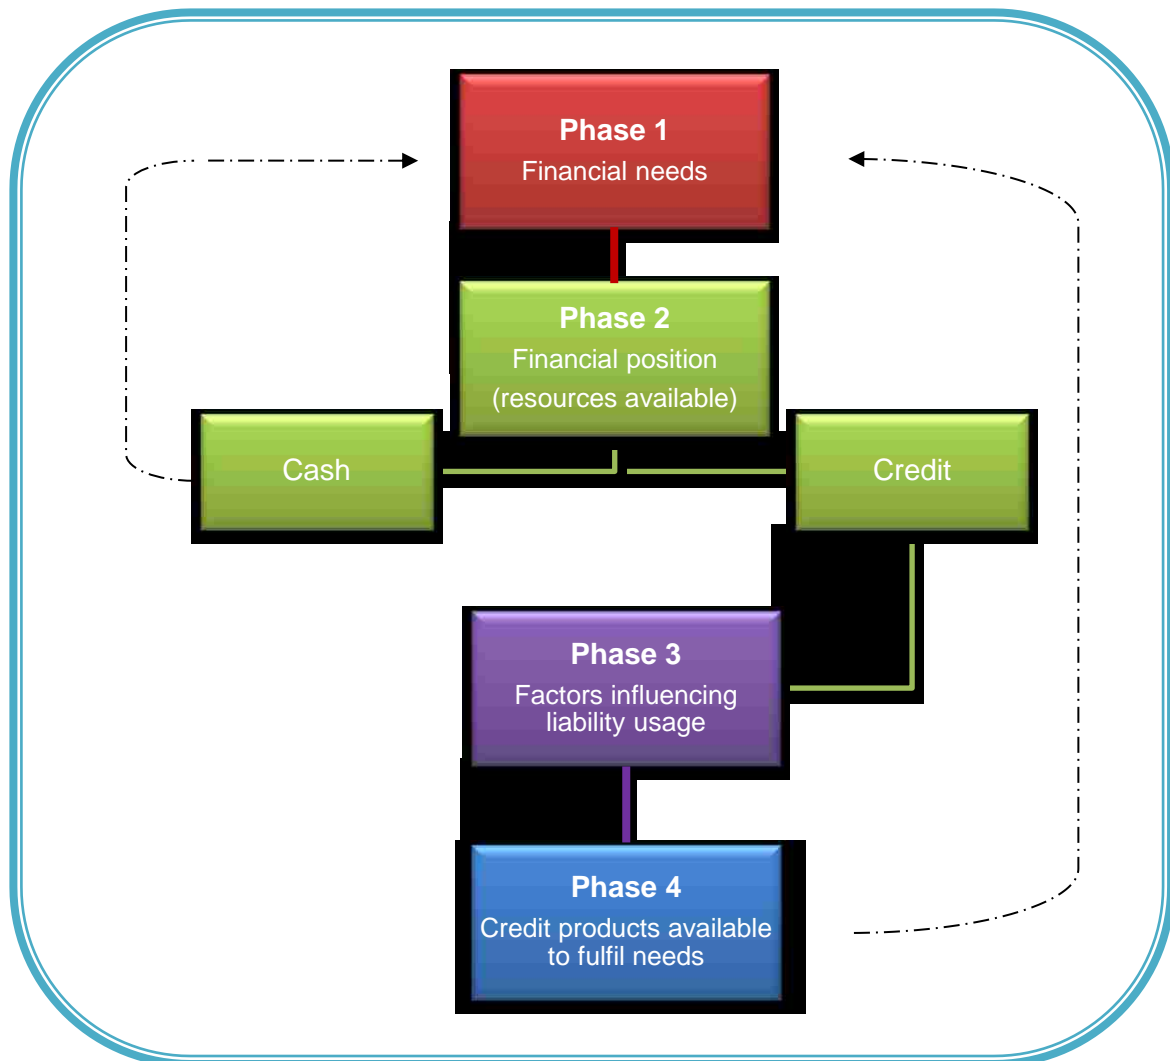 Phase 1
Financial needs
Phase 2
Financial position
(resources available)
Cash
Credit
Phase 3
Factors influencing
liability usage
Phase 4
Credit products available
to fulfil needs